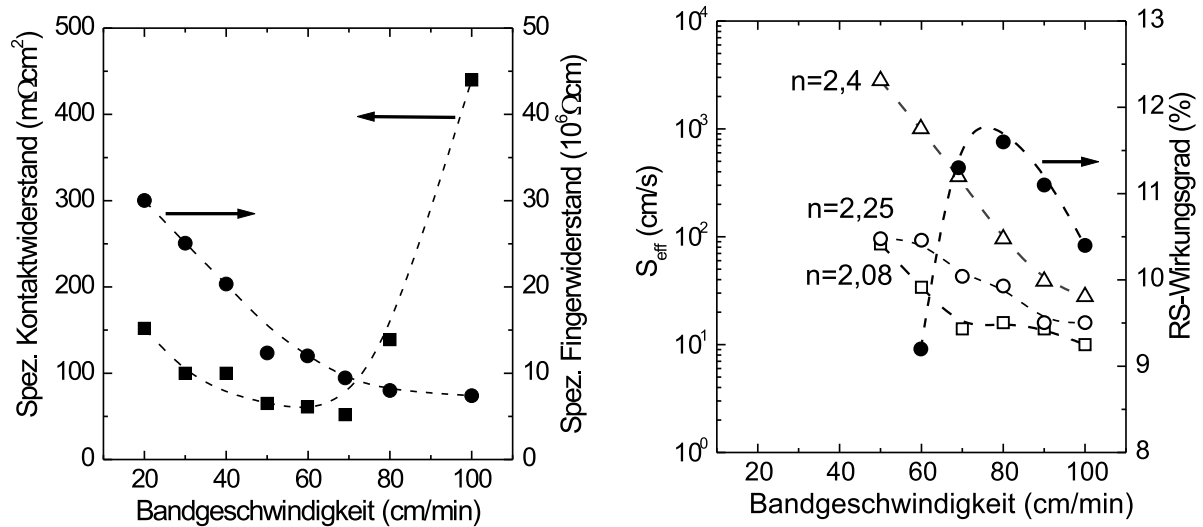 Spez. Kontaktwiderstand (mΩcm²)
500
400
300
200
100
0
20 40 60 80 100
Bandgeschwindigkeit (cm/min)
50
40
30
20
10
0
Spez. Fingerwiderstand (10⁶Ωcm)
S_eff (cm/s)
10⁴
10³
10²
10¹
10⁰
n=2,4
n=2,25
n=2,08
20 40 60 80 100
Bandgeschwindigkeit (cm/min)
13
12
11
10
9
8
RS-Wirkungsgrad (%)